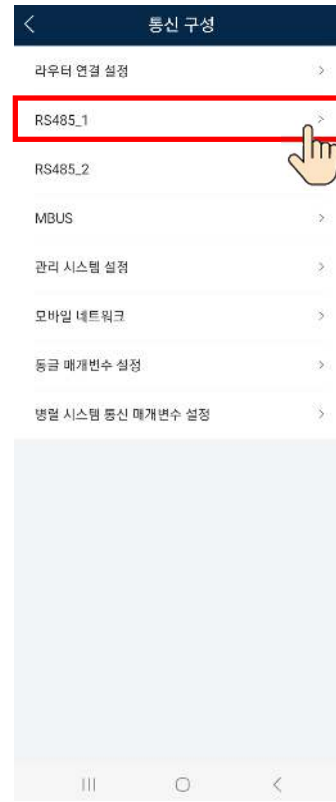 통신 구성
라우터 연결 설정
RS485_1
RS485_2
MBUS
관리 시스템 설정
모바일 네트워크
동글 매개변수 설정
병렬 시스템 통신 매개변수 설정